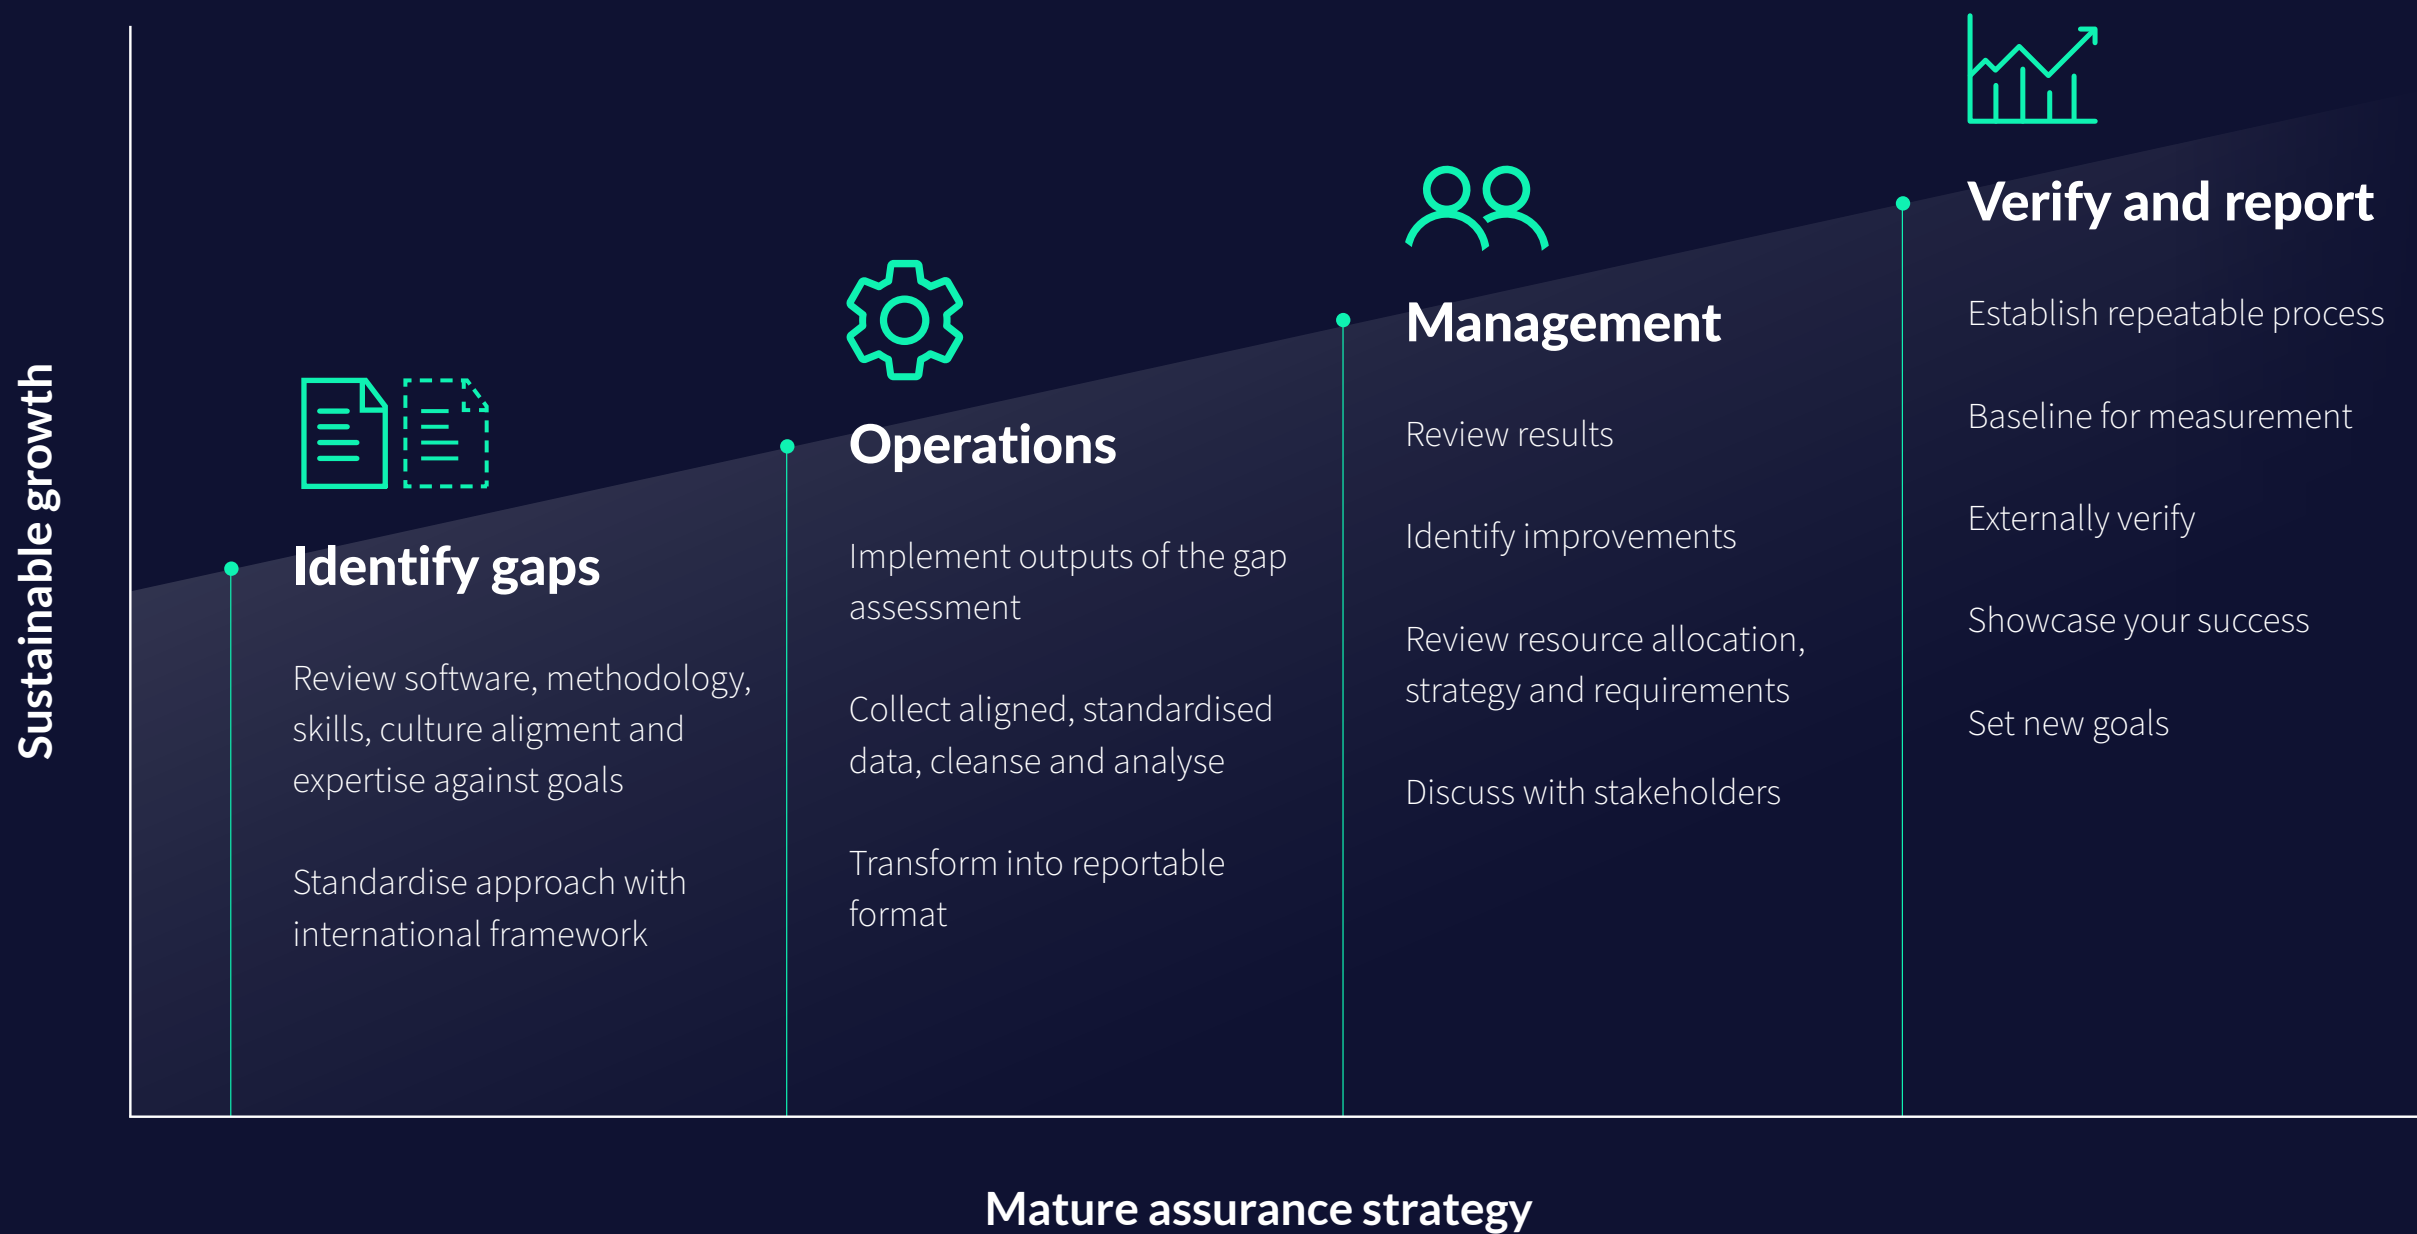 Sustainable growth
Identify gaps
Review software, methodology,
skills, culture aligment and
expertise against goals
Standardise approach with
international framework
Operations
Implement outputs of the gap
assessment
Collect aligned, standardised
data, cleanse and analyse
Transform into reportable
format
Management
Review results
Identify improvements
Review resource allocation,
strategy and requirements
Discuss with stakeholders
Verify and report
Establish repeatable process
Baseline for measurement
Externally verify
Showcase your success
Set new goals
Mature assurance strategy